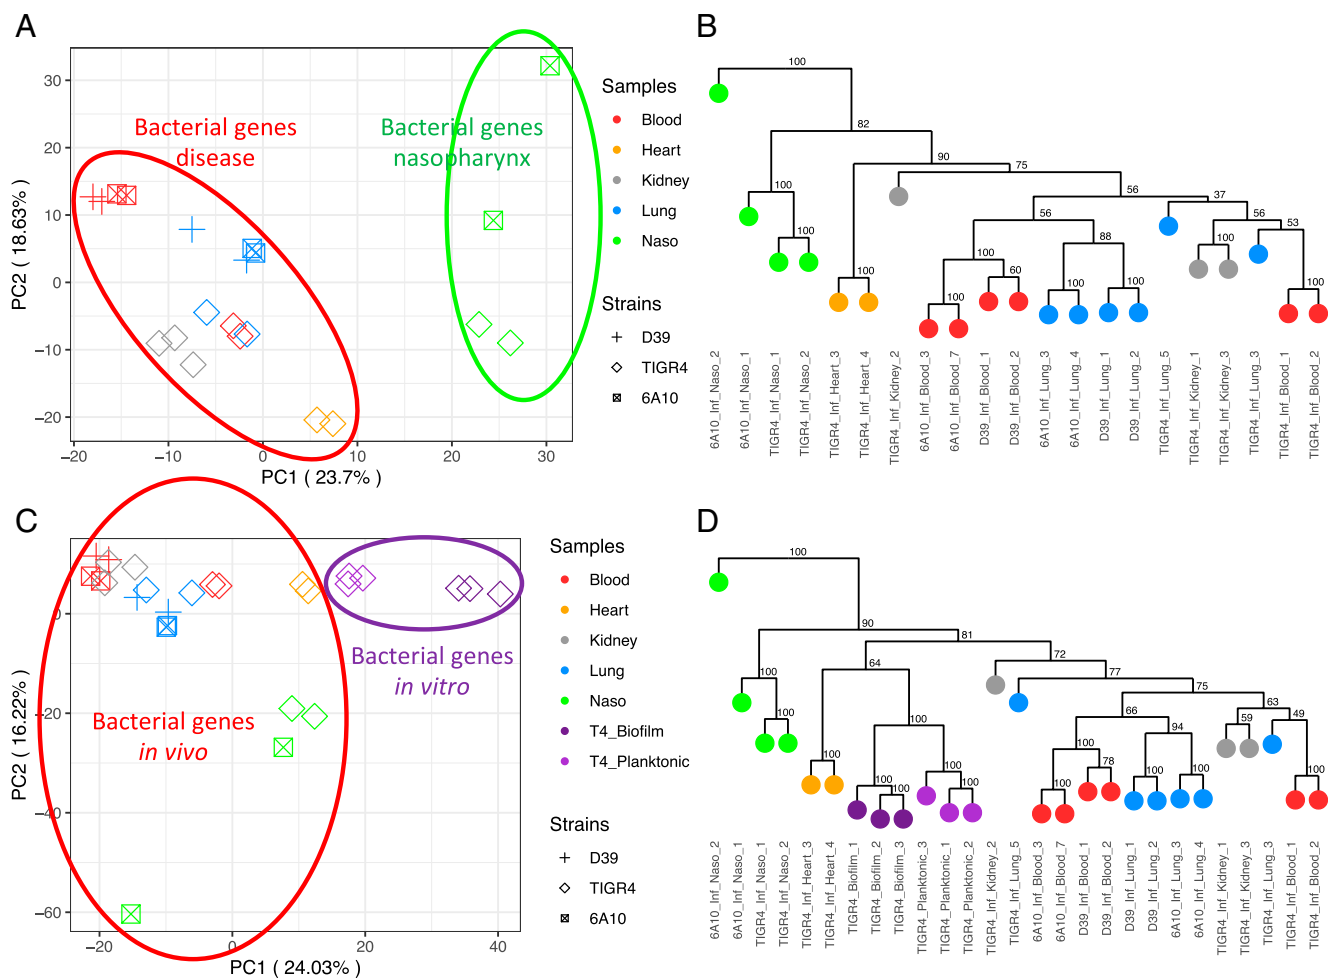 A
30
20
10
0
−10
−20
−20
−10
0
10
20
30
PC1 ( 23.7% )
PC2 ( 18.63%)
Bacterial genes
disease
Bacterial genes
nasopharynx
Samples
Blood
Heart
Kidney
Lung
Naso
Strains
D39
TIGR4
6A10
B
100
82
90
75
100
56
37
100
56
56
53
100
88
100
100
60
100
100
100
100
100
6A10_Inf_Naso_2
6A10_Inf_Naso_1
TIGR4_Inf_Naso_1
TIGR4_Inf_Naso_2
TIGR4_Inf_Heart_3
TIGR4_Inf_Heart_4
TIGR4_Inf_Kidney_2
6A10_Inf_Blood_3
6A10_Inf_Blood_7
D39_Inf_Blood_1
D39_Inf_Blood_2
6A10_Inf_Lung_3
6A10_Inf_Lung_4
D39_Inf_Lung_1
D39_Inf_Lung_2
TIGR4_Inf_Lung_5
TIGR4_Inf_Kidney_1
TIGR4_Inf_Kidney_3
TIGR4_Inf_Lung_3
TIGR4_Inf_Blood_1
TIGR4_Inf_Blood_2
C
0
−20
−40
−60
−20
0
20
40
PC1 ( 24.03% )
PC2 ( 16.22%)
Bacterial genes
in vivo
Bacterial genes
in vitro
Samples
Blood
Heart
Kidney
Lung
Naso
T4_Biofilm
T4_Planktonic
Strains
D39
TIGR4
6A10
D
100
90
81
72
64
77
100
75
100
66
63
100
59
49
94
100
78
100
100
100
100
100
100
100
100
100
6A10_Inf_Naso_2
6A10_Inf_Naso_1
TIGR4_Inf_Naso_1
TIGR4_Inf_Naso_2
TIGR4_Inf_Heart_3
TIGR4_Inf_Heart_4
TIGR4_Biofilm_1
TIGR4_Biofilm_2
TIGR4_Biofilm_3
TIGR4_Planktonic_3
TIGR4_Planktonic_1
TIGR4_Planktonic_2
TIGR4_Inf_Kidney_2
TIGR4_Inf_Lung_5
6A10_Inf_Blood_3
6A10_Inf_Blood_7
D39_Inf_Blood_1
D39_Inf_Blood_2
D39_Inf_Lung_1
D39_Inf_Lung_2
6A10_Inf_Lung_3
6A10_Inf_Lung_4
TIGR4_Inf_Kidney_1
TIGR4_Inf_Kidney_3
TIGR4_Inf_Lung_3
TIGR4_Inf_Blood_1
TIGR4_Inf_Blood_2